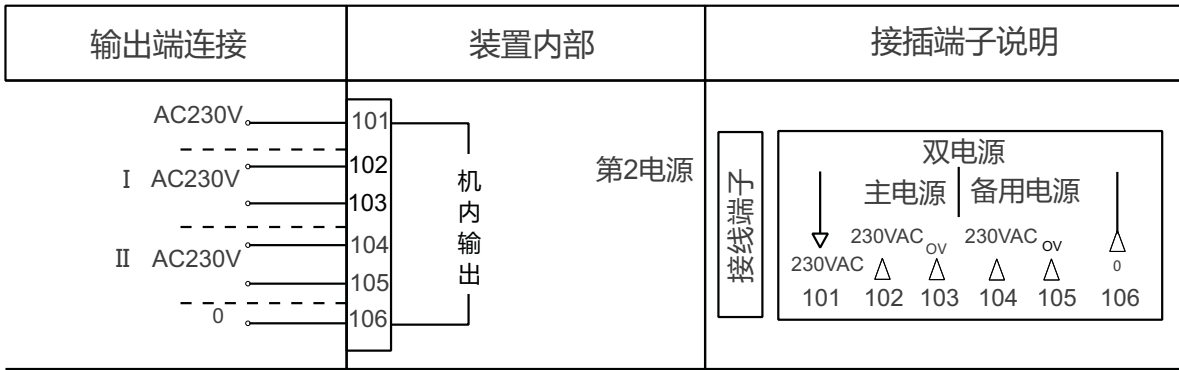 输出端连接
装置内部
接插端子说明
AC230V
I AC230V
II AC230V
0
101
102
103
104
105
106
机内输出
第2电源
接线端子
双电源
主电源 备用电源
230VAC OV 230VAC OV
230VAC 0
101 102 103 104 105 106